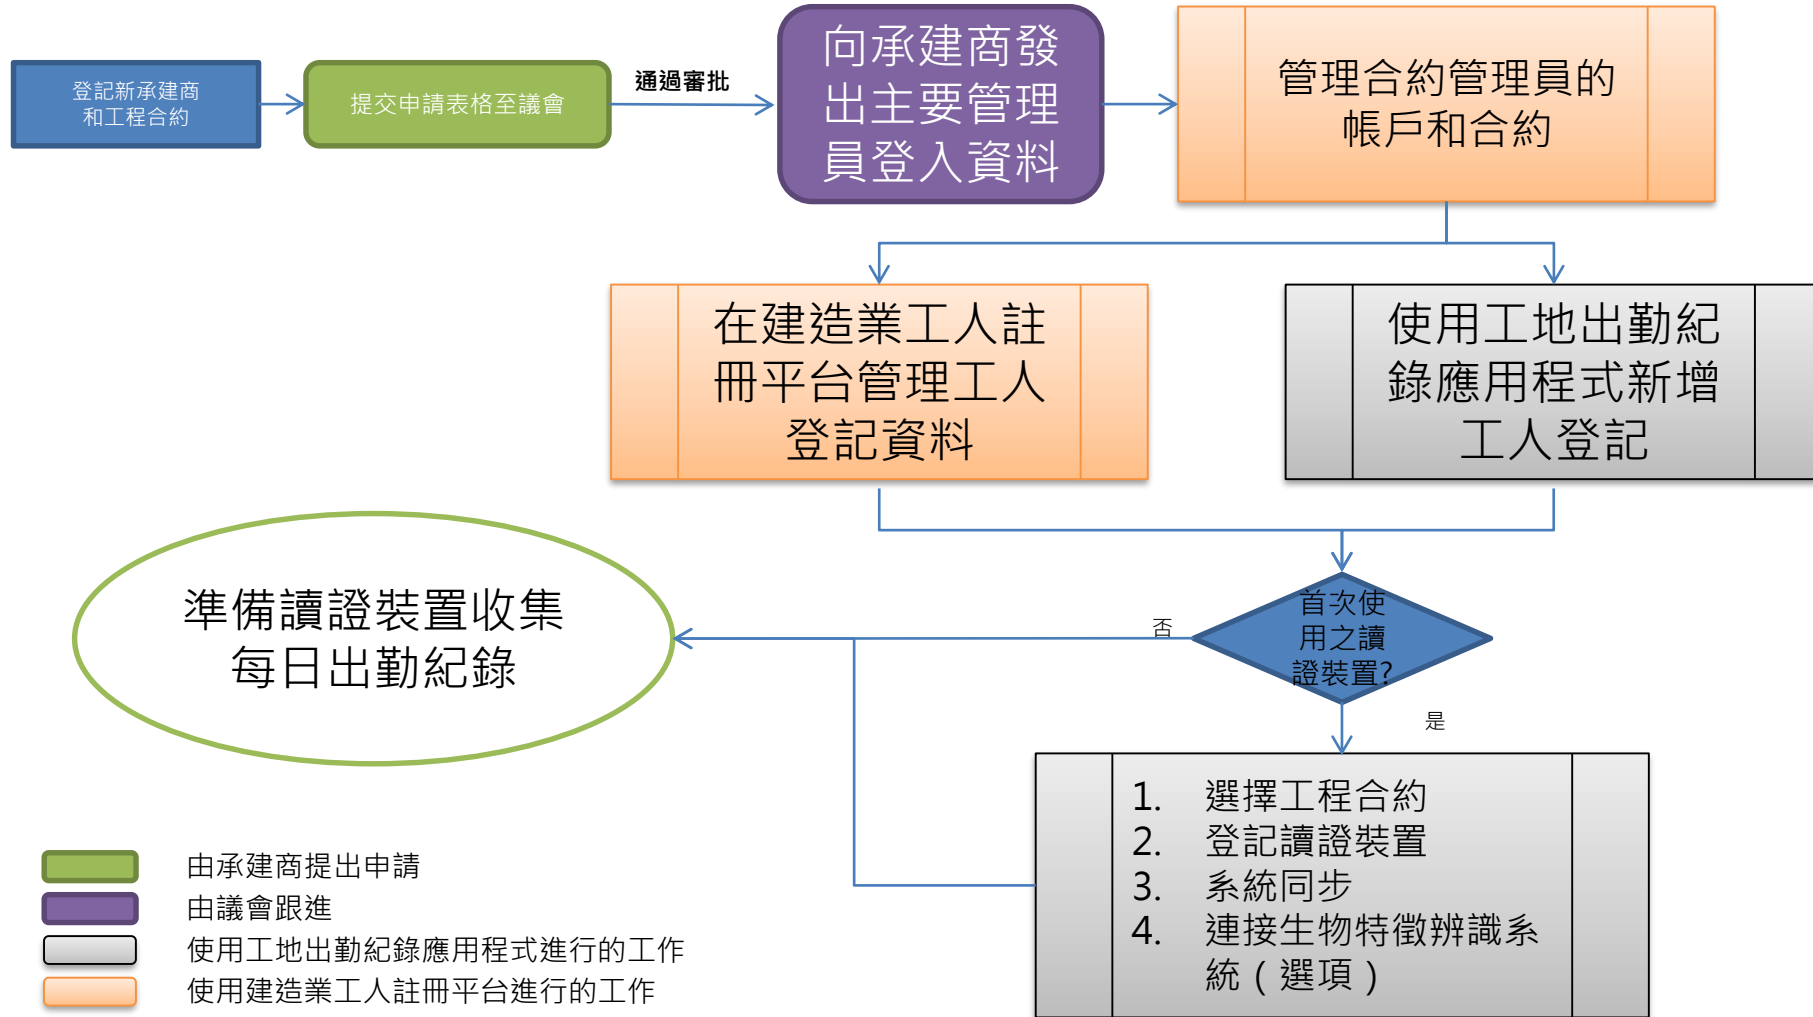 登記新承建商
和工程合約
提交申請表格至議會
通過審批
向承建商發
出主要管理
員登入資料
管理合約管理員的
帳戶和合約
在建造業工人註
冊平台管理工人
登記資料
使用工地出勤紀
錄應用程式新增
工人登記
首次使
用之讀
證裝置?
否
是
準備讀證裝置收集
每日出勤紀錄
1. 選擇工程合約
2. 登記讀證裝置
3. 系統同步
4. 連接生物特徵辨識系
統（選項）
由承建商提出申請
由議會跟進
使用工地出勤紀錄應用程式進行的工作
使用建造業工人註冊平台進行的工作